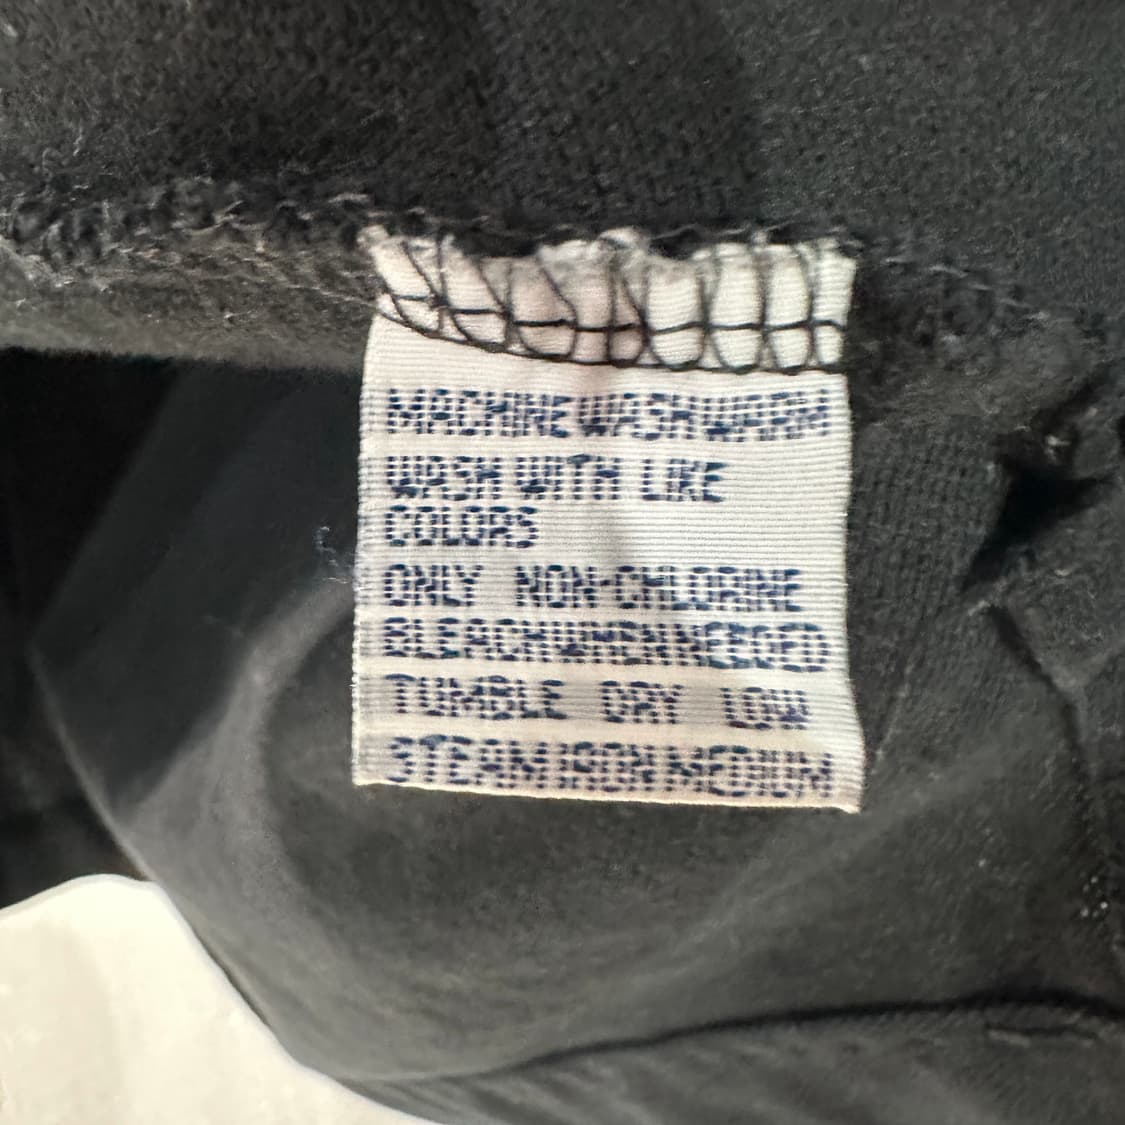 MACHINE WASH WARM
WASH WITH LIKE
COLORS
ONLY NON-CHLORINE
BLEACH WHEN NEEDED
TUMBLE DRY LOW
STEAM IRON MEDIUM